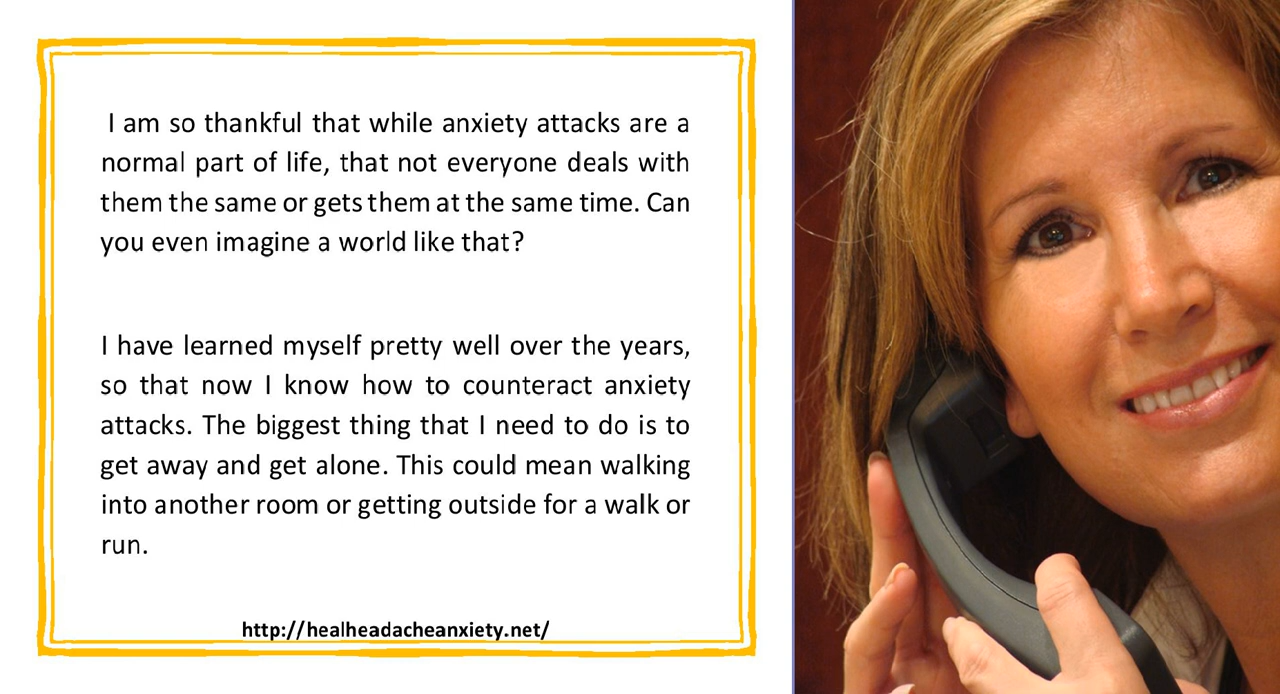 I am so thankful that while anxiety attacks are a
normal part of life, that not everyone deals with
them the same or gets them at the same time. Can
you even imagine a world like that?
I have learned myself pretty well over the years,
so that now I know how to counteract anxiety
attacks. The biggest thing that I need to do is to
get away and get alone. This could mean walking
into another room or getting outside for a walk or
run.
http://healheadacheanxiety.net/